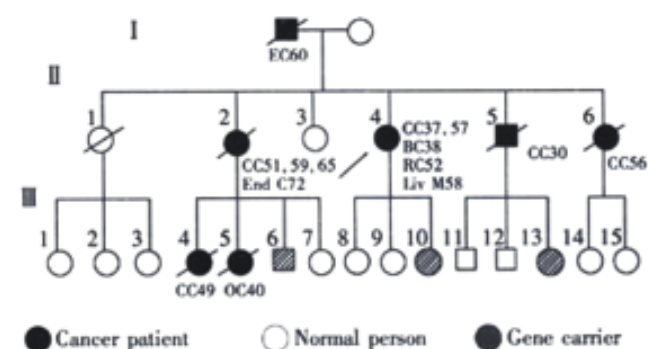 I
EC60
II
1 2 3 4 5 6
CC37, 57
BC38
RC52
Liv M58
CC51, 59, 65
End C72
CC30
CC56
III
1 2 3 4 5 6 7 8 9 10 11 12 13 14 15
CC49 OC40
Cancer patient Normal person Gene carrier